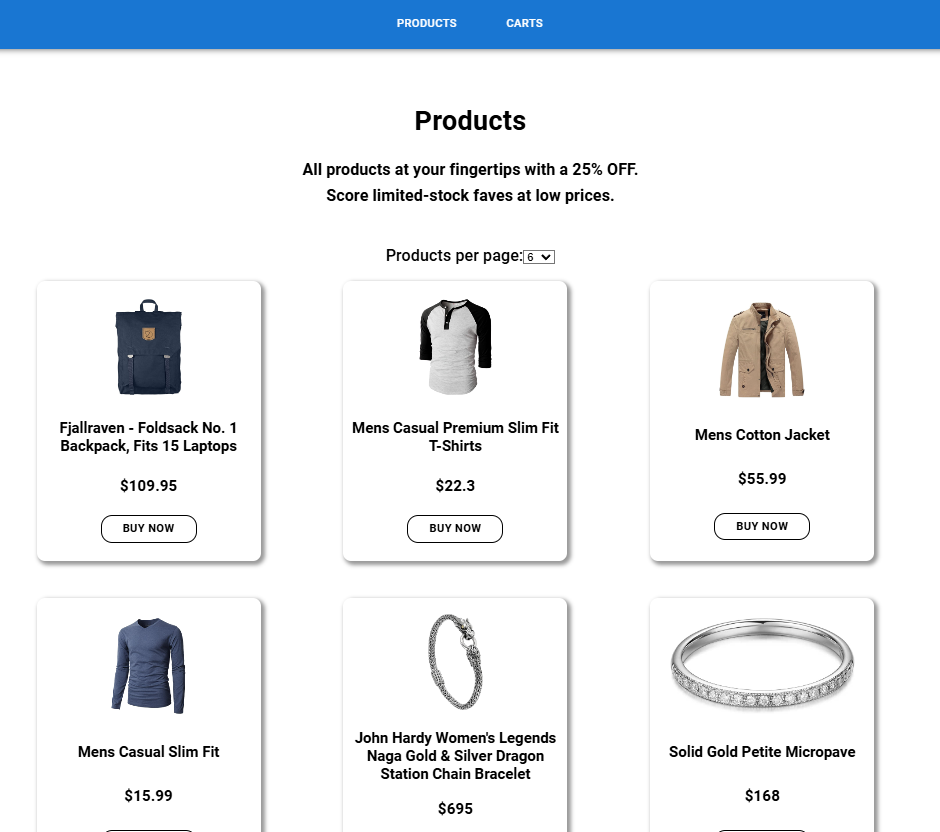 PRODUCTS
CARTS
Products
All products at your fingertips with a 25% OFF.
Score limited-stock faves at low prices.
Products per page: 6
Fjallraven - Foldsack No. 1
Backpack, Fits 15 Laptops
$109.95
BUY NOW
Mens Casual Premium Slim Fit
T-Shirts
$22.3
BUY NOW
Mens Cotton Jacket
$55.99
BUY NOW
Mens Casual Slim Fit
$15.99
John Hardy Women's Legends
Naga Gold & Silver Dragon
Station Chain Bracelet
$695
Solid Gold Petite Micropave
$168